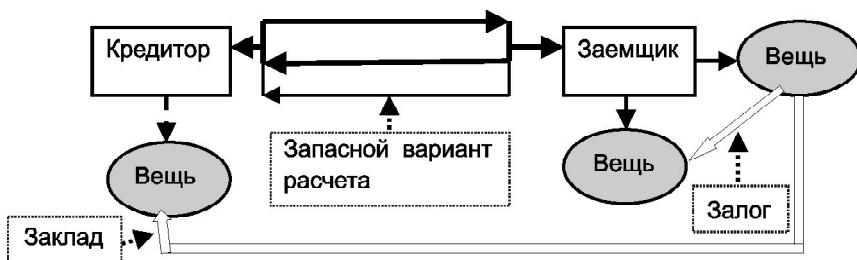 Кредитор
Заемщик
Вещь
Запасной вариант
расчета
Вещь
Вещь
Залог
Заклад